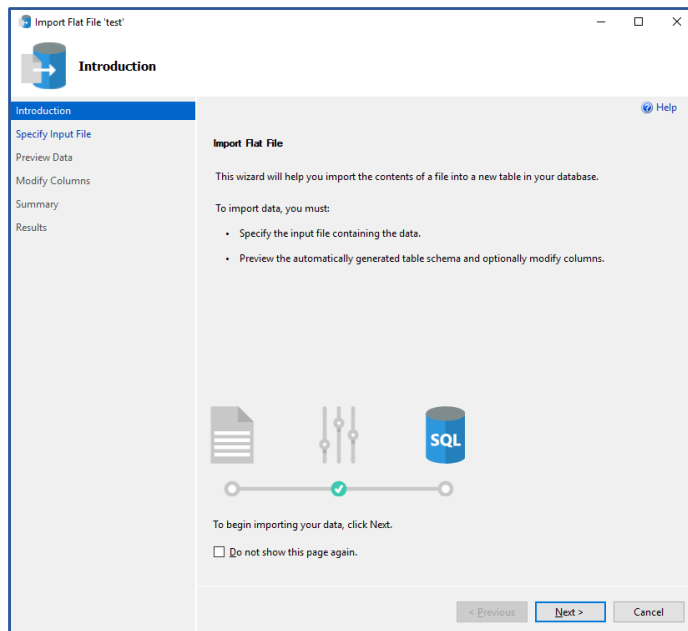 Import Flat File 'test'
Introduction
Introduction
Help
Specify Input File
Preview Data
Modify Columns
Summary
Results
Import Flat File
This wizard will help you import the contents of a file into a new table in your database.
To import data, you must:
• Specify the input file containing the data.
• Preview the automatically generated table schema and optionally modify columns.
SQL
To begin importing your data, click Next.
Do not show this page again.
< Previous
Next >
Cancel